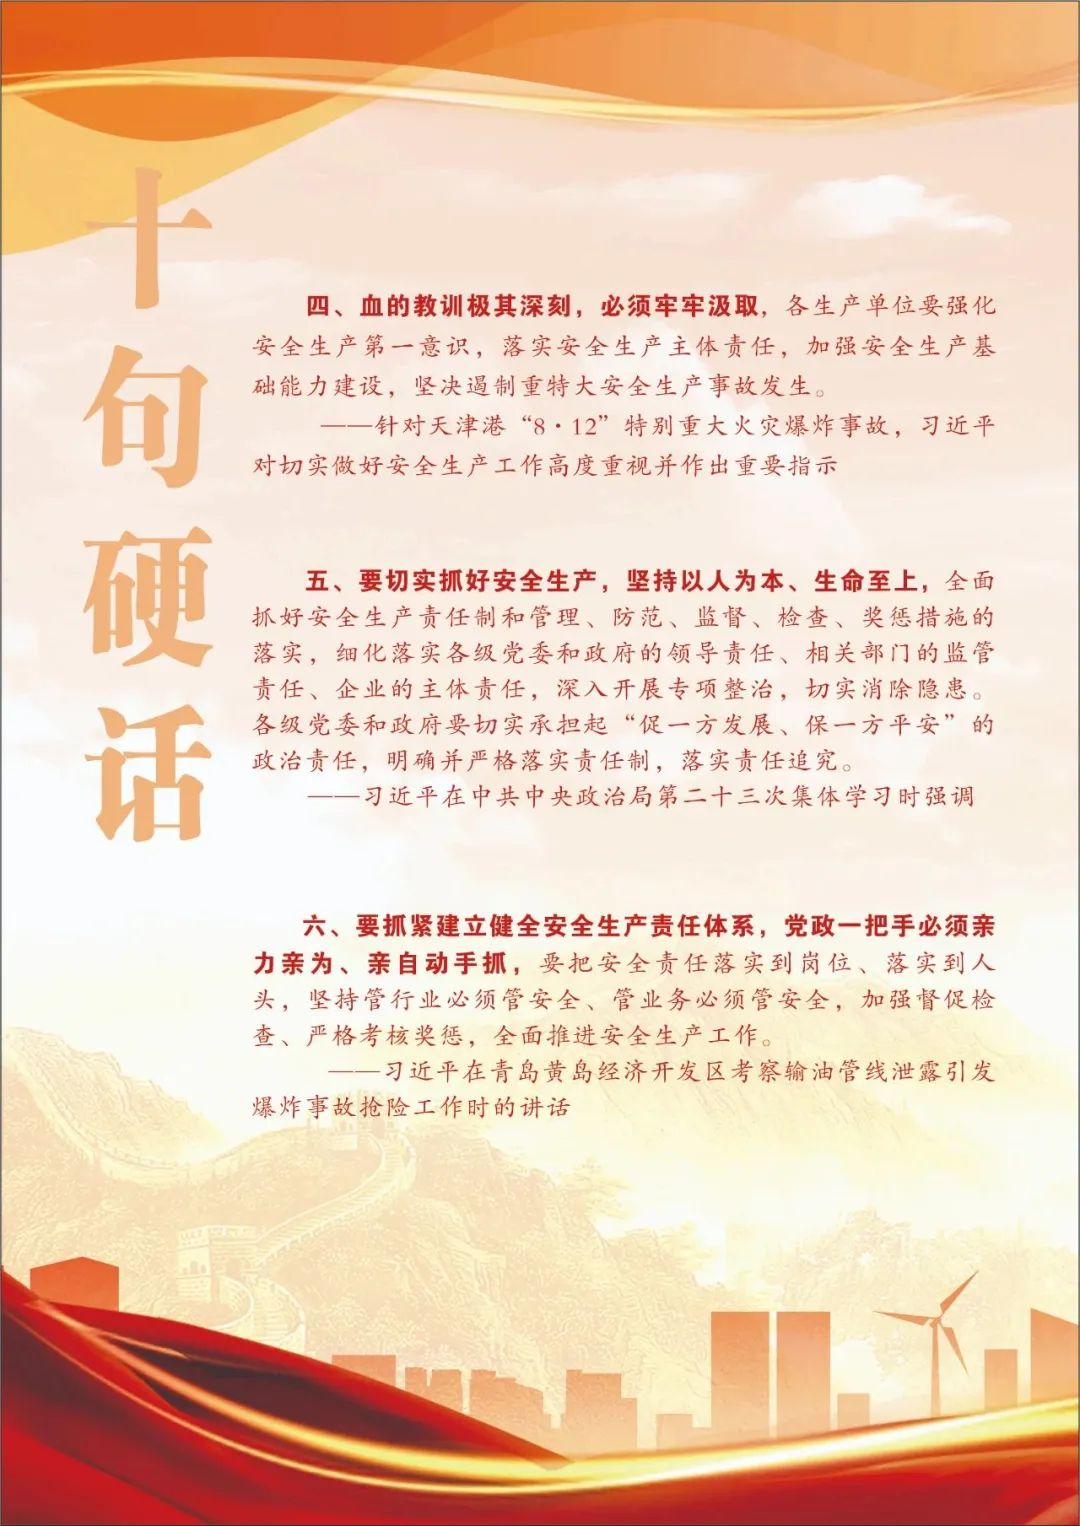 十句硬话
四、血的教训极其深刻，必须牢牢汲取，各生产单位要强化
安全生产第一意识，落实安全生产主体责任，加强安全生产基
础能力建设，坚决遏制重特大安全生产事故发生。
——针对天津港“8·12”特别重大火灾爆炸事故，习近平
对切实做好安全生产工作高度重视并作出重要指示
五、要切实抓好安全生产，坚持以人为本、生命至上，全面
抓好安全生产责任制和管理、防范、监督、检查、奖惩措施的
落实，细化落实各级党委和政府的领导责任、相关部门的监管
责任、企业的主体责任，深入开展专项整治，切实消除隐患。
各级党委和政府要切实承担起“促一方发展、保一方平安”的
政治责任，明确并严格落实责任制，落实责任追究。
——习近平在中共中央政治局第二十三次集体学习时强调
六、要抓紧建立健全安全生产责任体系，党政一把手必须亲
力亲为、亲自动手抓，要把安全责任落实到岗位、落实到人
头，坚持管行业必须管安全、管业务必须管安全，加强督促检
查、严格考核奖惩，全面推进安全生产工作。
——习近平在青岛黄岛经济开发区考察输油管线泄露引发
爆炸事故抢险工作时的讲话